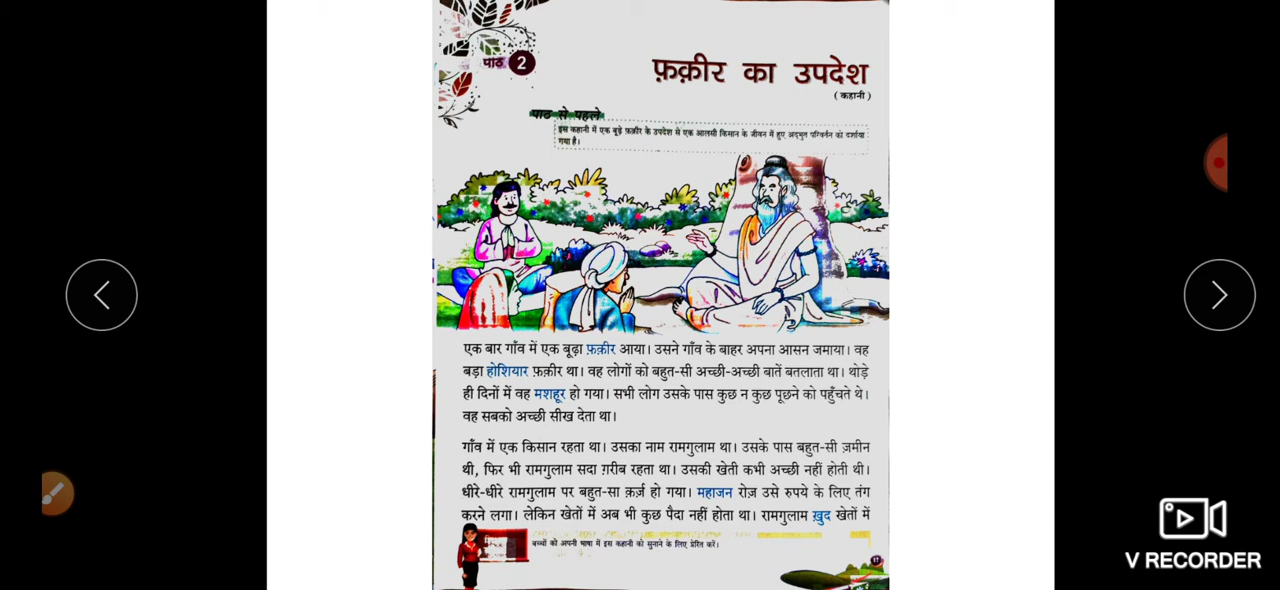 पाठ 2
फ़क़ीर का उपदेश
( कहानी )
पाठ से पहले
इस कहानी में एक बूढ़े फ़क़ीर के उपदेश से एक आलसी किसान के जीवन में हुए अद्भुत परिवर्तन को दर्शाया
गया है।
एक बार गाँव में एक बूढ़ा फ़क़ीर आया। उसने गाँव के बाहर अपना आसन जमाया। वह
बड़ा होशियार फ़क़ीर था। वह लोगों को बहुत-सी अच्छी-अच्छी बातें बतलाता था। थोड़े
ही दिनों में वह मशहूर हो गया। सभी लोग उसके पास कुछ न कुछ पूछने को पहुँचते थे।
वह सबको अच्छी सीख देता था।
गाँव में एक किसान रहता था। उसका नाम रामगुलाम था। उसके पास बहुत-सी ज़मीन
थी, फिर भी रामगुलाम सदा ग़रीब रहता था। उसकी खेती कभी अच्छी नहीं होती थी।
धीरे-धीरे रामगुलाम पर बहुत-सा क़र्ज़ हो गया। महाजन रोज़ उसे रुपये के लिए तंग
करने लगा। लेकिन खेतों में अब भी कुछ पैदा नहीं होता था। रामगुलाम ख़ुद खेतों में
बच्चों को अपनी भाषा में इस कहानी को सुनाने के लिए प्रेरित करें।
17
V RECORDER